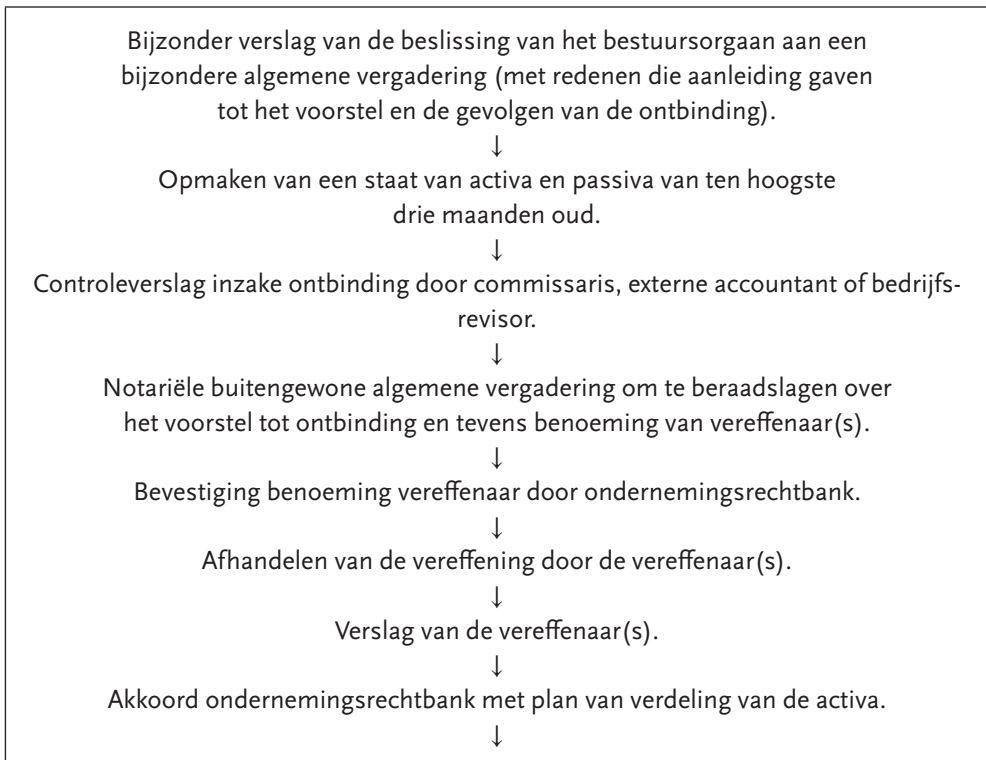 Bijzonder verslag van de beslissing van het bestuursorgaan aan een
bijzondere algemene vergadering (met redenen die aanleiding gaven
tot het voorstel en de gevolgen van de ontbinding).
↓
Opmaken van een staat van activa en passiva van ten hoogste
drie maanden oud.
↓
Controleverslag inzake ontbinding door commissaris, externe accountant of bedrijfs-
revisor.
↓
Notariële buitengewone algemene vergadering om te beraadslagen over
het voorstel tot ontbinding en tevens benoeming van vereffenaar(s).
↓
Bevestiging benoeming vereffenaar door ondernemingsrechtbank.
↓
Afhandelen van de vereffening door de vereffenaar(s).
↓
Verslag van de vereffenaar(s).
↓
Akkoord ondernemingsrechtbank met plan van verdeling van de activa.
↓